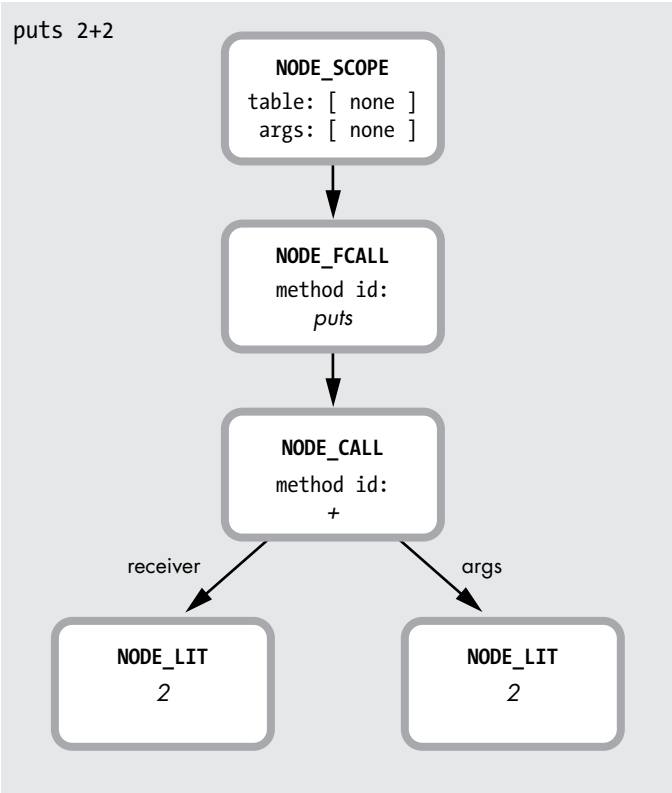 puts 2+2
NODE_SCOPE
table: [ none ]
args: [ none ]
NODE_FCALL
method id:
puts
NODE_CALL
method id:
+
receiver
args
NODE_LIT
2
NODE_LIT
2